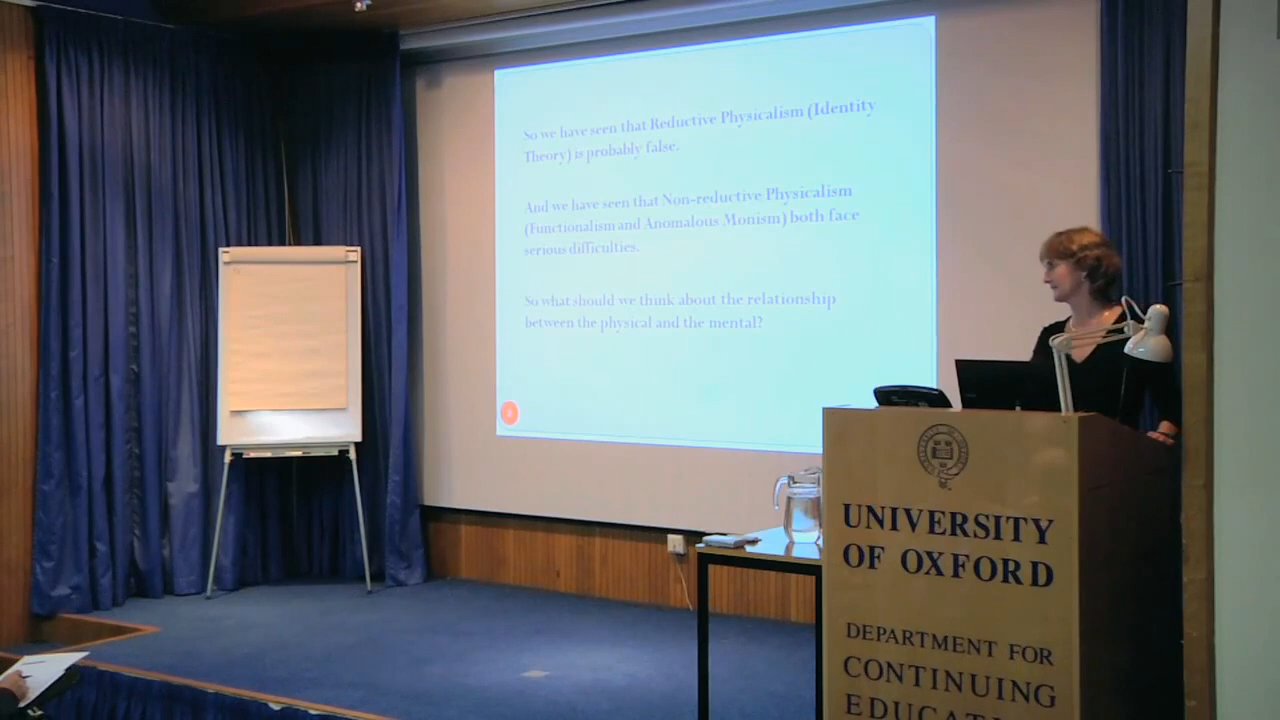 So we have seen that Reductive Physicalism (Identity
Theory) is probably false.
And we have seen that Non-reductive Physicalism
(Functionalism and Anomalous Monism) both face
serious difficulties.
So what should we think about the relationship
between the physical and the mental?
UNIVERSITY
OF OXFORD
DEPARTMENT FOR
CONTINUING